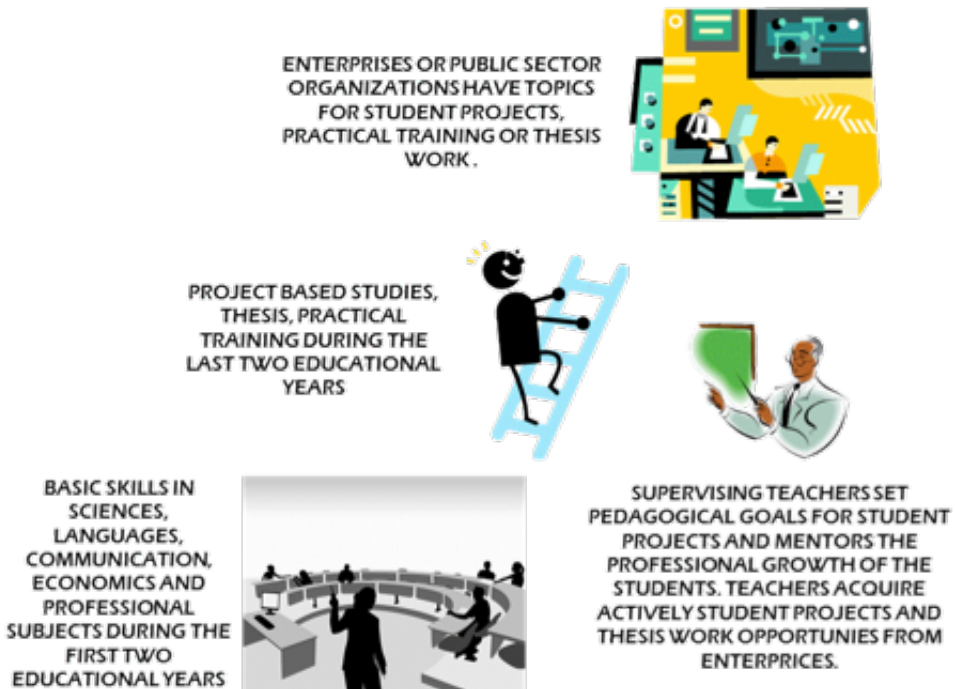 ENTERPRISES OR PUBLIC SECTOR
ORGANIZATIONS HAVE TOPICS
FOR STUDENT PROJECTS,
PRACTICAL TRAINING OR THESIS
WORK .
PROJECT BASED STUDIES,
THESIS, PRACTICAL
TRAINING DURING THE
LAST TWO EDUCATIONAL
YEARS
BASIC SKILLS IN
SCIENCES,
LANGUAGES,
COMMUNICATION,
ECONOMICS AND
PROFESSIONAL
SUBJECTS DURING THE
FIRST TWO
EDUCATIONAL YEARS
SUPERVISING TEACHERS SET
PEDAGOGICAL GOALS FOR STUDENT
PROJECTS AND MENTORS THE
PROFESSIONAL GROWTH OF THE
STUDENTS. TEACHERS ACQUIRE
ACTIVELY STUDENT PROJECTS AND
THESIS WORK OPPORTUNIES FROM
ENTERPRICES.